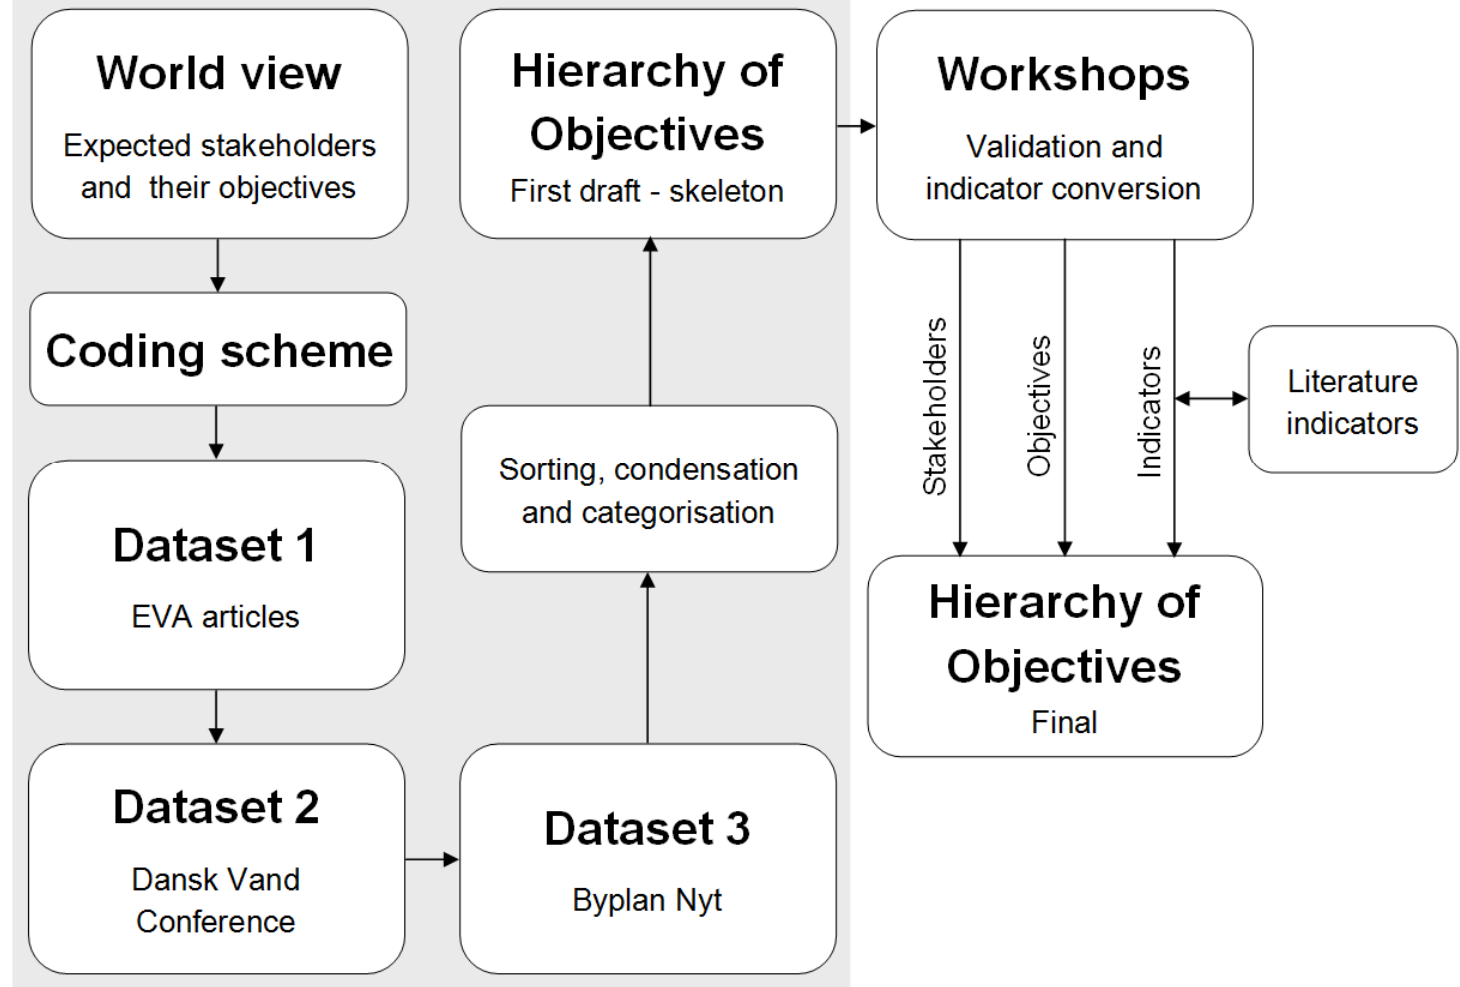 World view
Expected stakeholders
and their objectives
Coding scheme
Dataset 1
EVA articles
Dataset 2
Dansk Vand
Conference
Dataset 3
Byplan Nyt
Sorting, condensation
and categorisation
Hierarchy of
Objectives
First draft - skeleton
Workshops
Validation and
indicator conversion
Stakeholders
Objectives
Indicators
Literature
indicators
Hierarchy of
Objectives
Final